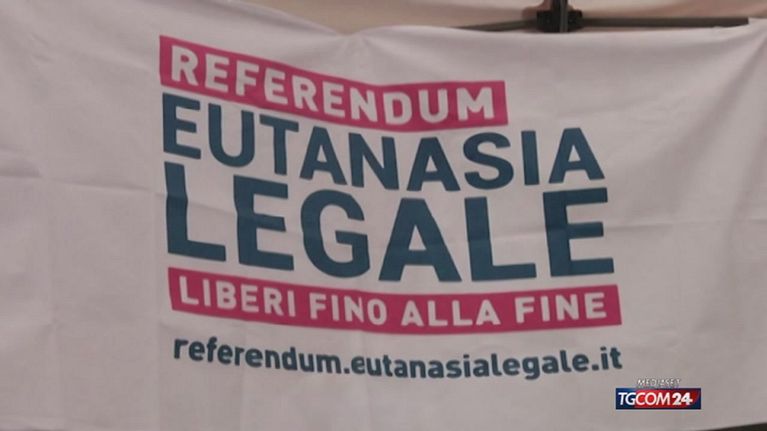 REFERENDUM
EUTANASIA
LEGALE
LIBERI FINO ALLA FINE
referendum.eutanasialegale.it
MEDIASET
TGCOM24